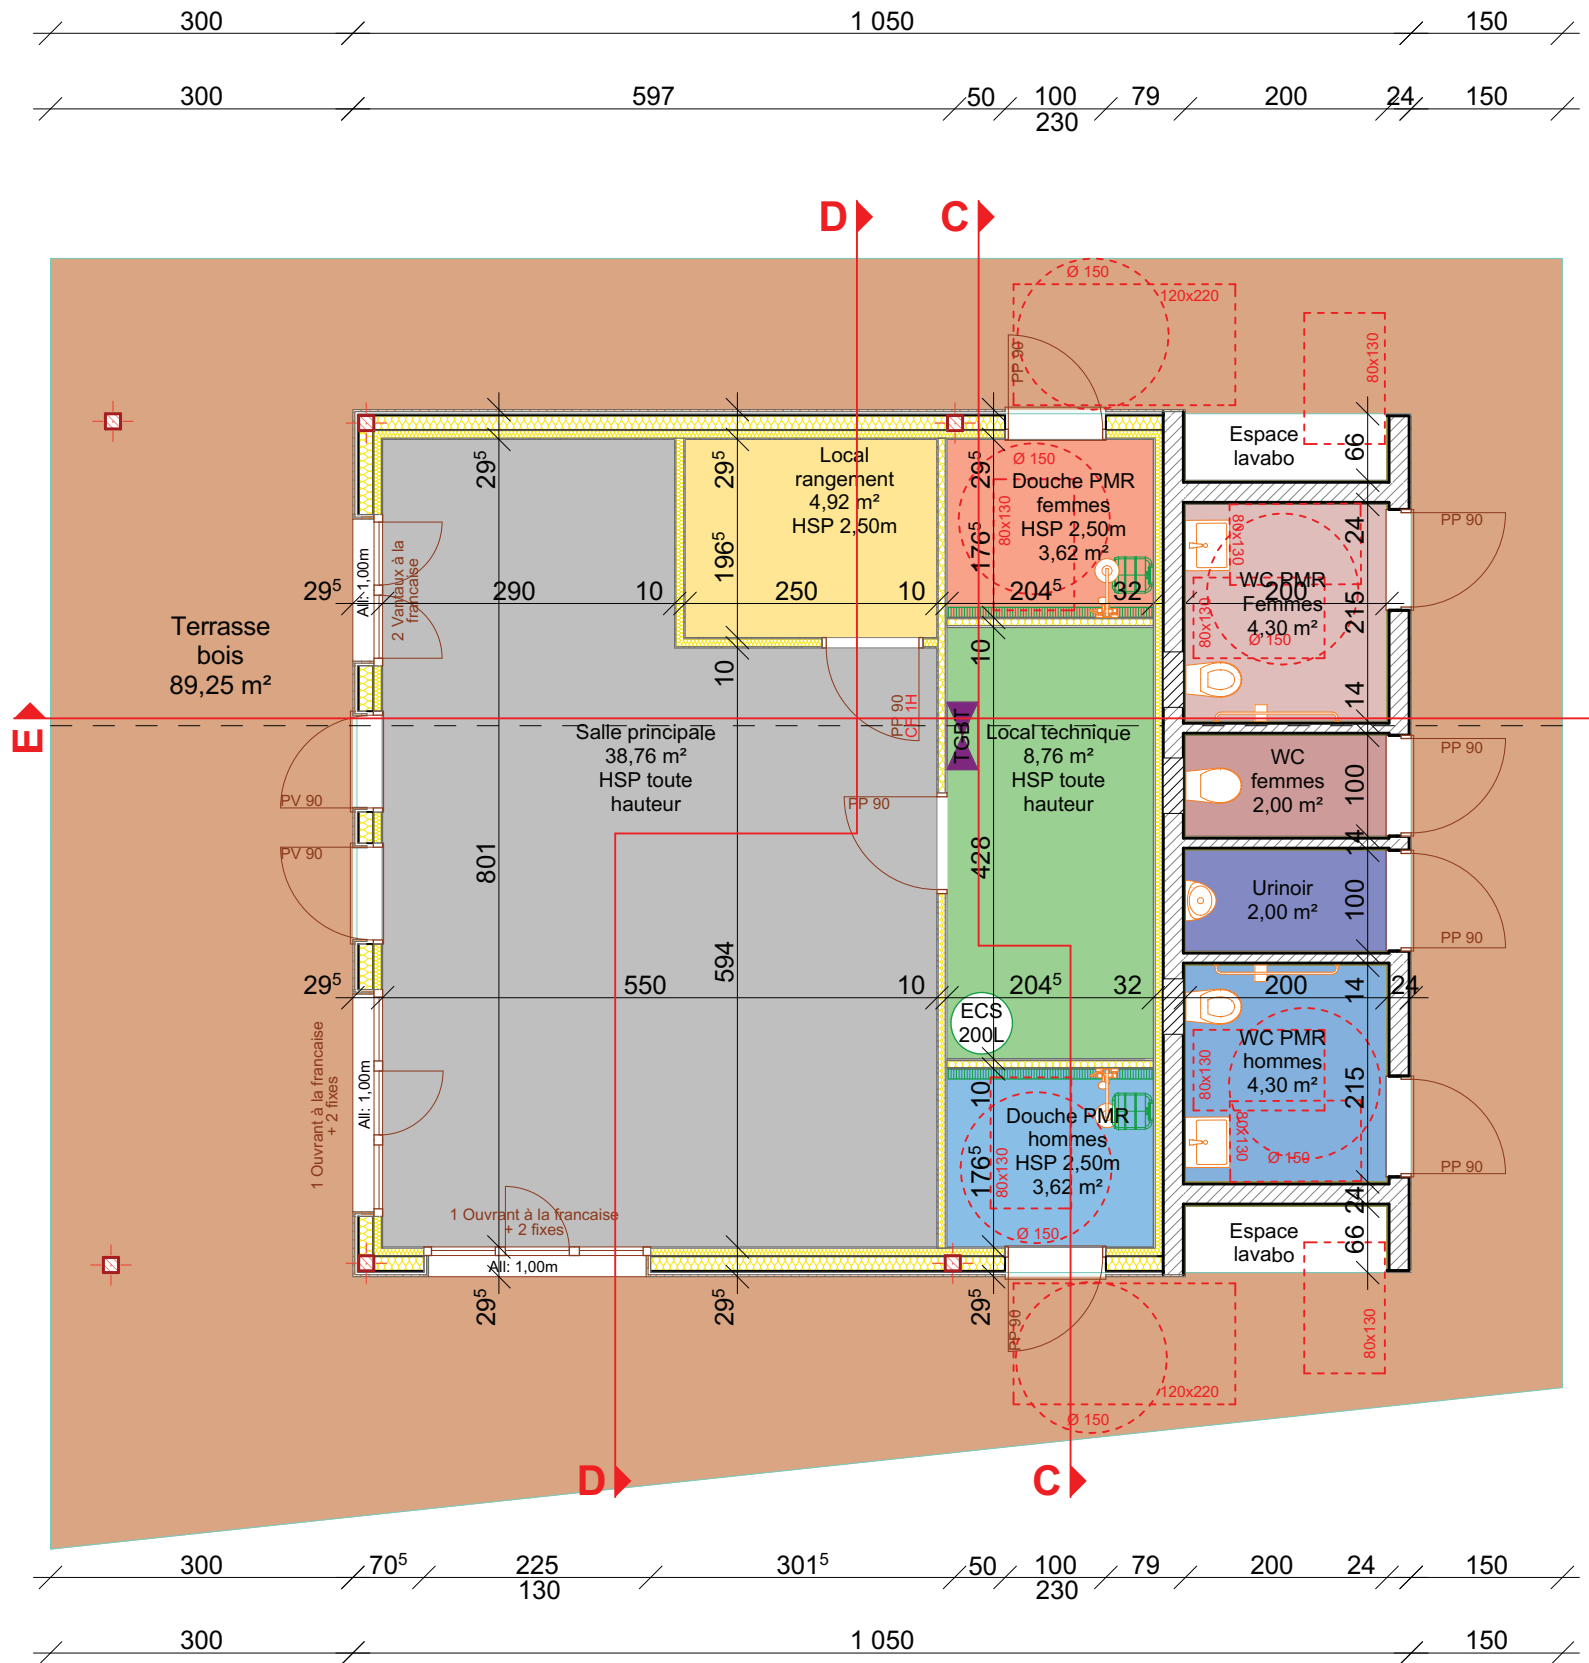 300 1 050 150
300 597 50 100 79 200 24 150
230
D C
Ø 150
120x220
PP 90
80x130
Espace
lavabo
66
29⁵ 29⁵ 29⁵
Local
rangement
4,92 m²
HSP 2,50m
Ø 150
Douche PMR
femmes
HSP 2,50m
3,62 m²
80x130
196⁵ 176⁵
24
PP 90
80x130
WC PMR
Femmes
4,30 m²
80x130
Ø 150
215
All: 1,00m
2 Vantaux à la
francaise
29⁵ 290 10 250 10 204⁵ 32 200
Terrasse
bois
89,25 m²
10 10 14
PP 90
CF 1H
TGBT
E
Salle principale
38,76 m²
HSP toute
hauteur
Local technique
8,76 m²
HSP toute
hauteur
WC
femmes
2,00 m²
100
PP 90
PV 90
PP 90
14
PV 90
801
428
594
Urinoir
2,00 m²
100
PP 90
14
29⁵ 550 10 204⁵ 32 200 24
ECS
200L
1 Ouvrant à la francaise
+ 2 fixes
All: 1,00m
WC PMR
hommes
4,30 m²
80x130
80x130
Ø 150
215
10
Douche PMR
hommes
HSP 2,50m
3,62 m²
80x130
176⁵
Ø 150
PP 90
24
1 Ouvrant à la francaise
+ 2 fixes
All: 1,00m
Espace
lavabo
66
29⁵ 29⁵ 29⁵
PP 90
80x130
120x220
Ø 150
D C
300 70⁵ 225 301⁵ 50 100 79 200 24 150
130 230
300 1 050 150